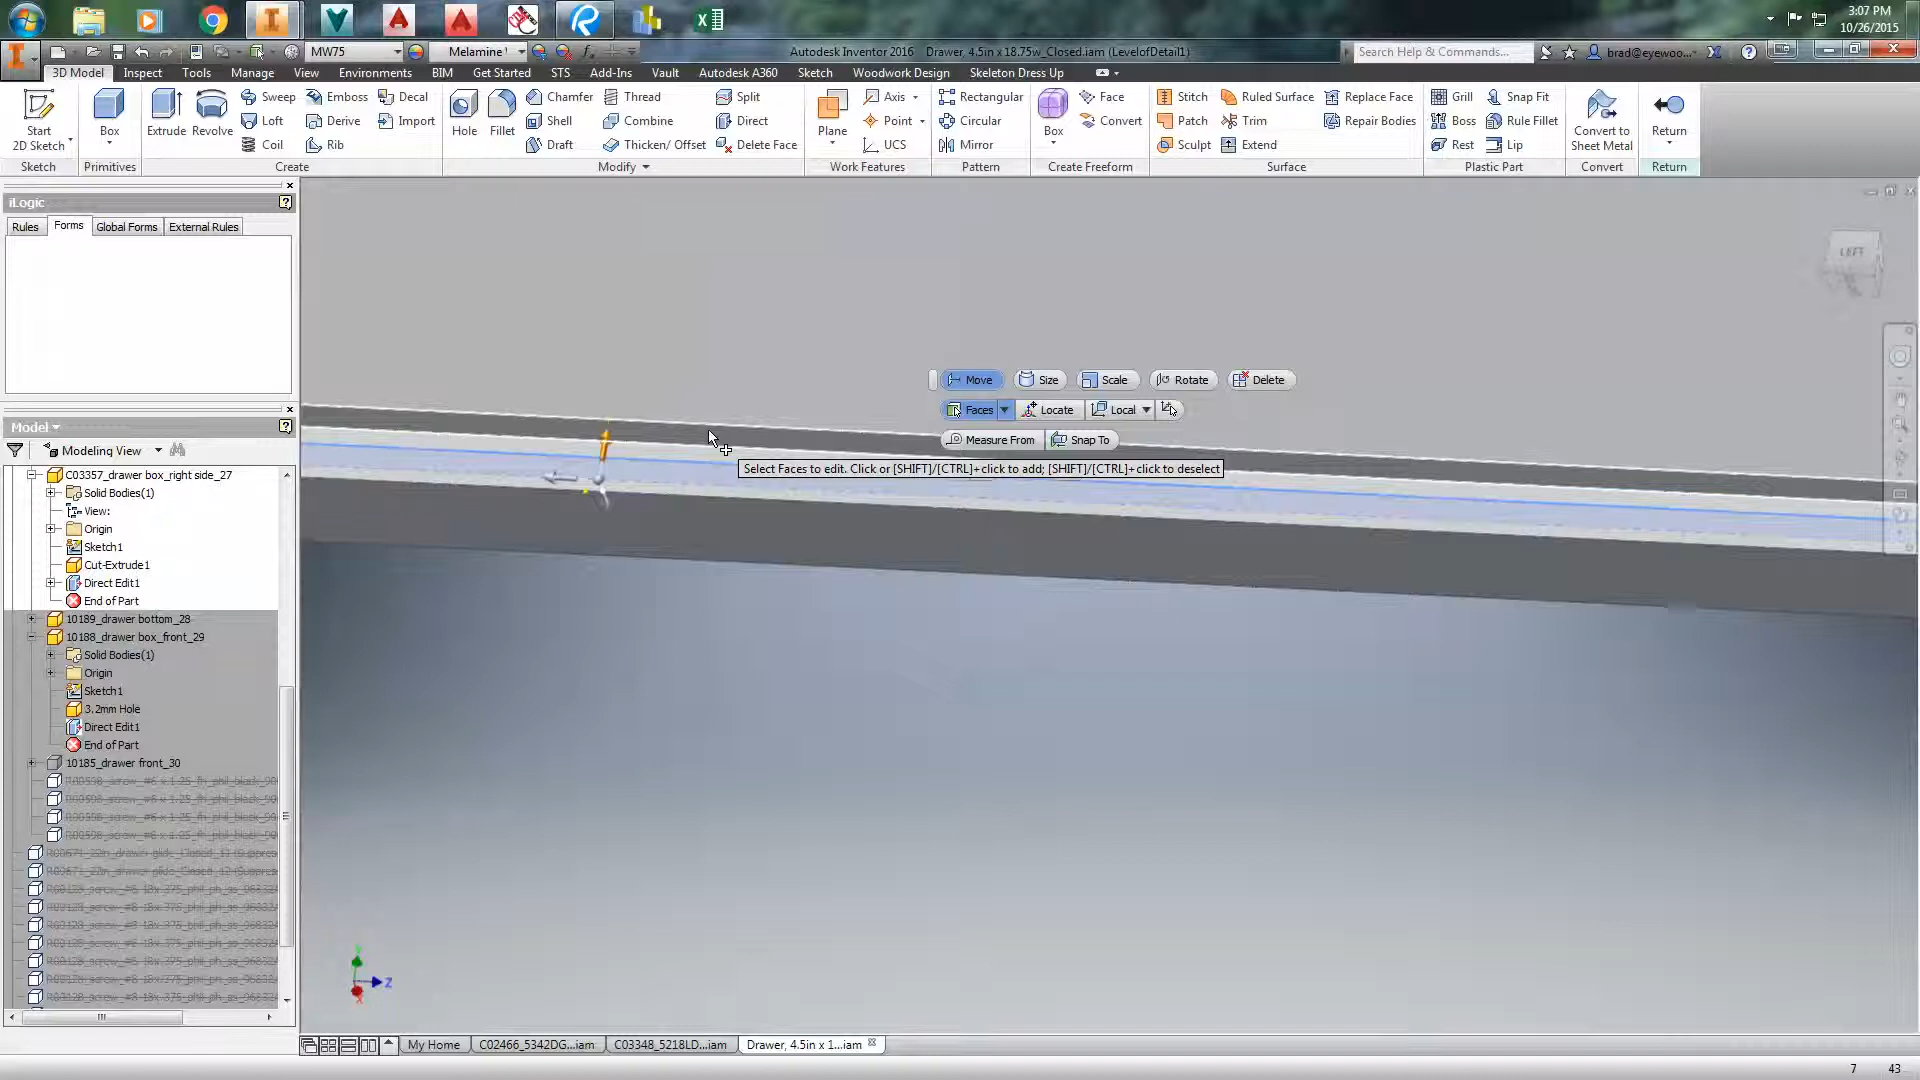 3:07 PM
10/26/2015
MW75
Melamine
Autodesk Inventor 2016 Drawer, 4.5in x 18.75w_Closed.iam (LevelofDetail1)
Search Help & Commands...
brad@eyewoo...
3D Model Inspect Tools Manage View Environments BIM Get Started STS Add-Ins Vault Autodesk A360 Sketch Woodwork Design Skeleton Dress Up
Start
2D Sketch
Sketch
Box
Primitives
Extrude Revolve
Sweep Emboss Decal
Loft Derive Import
Coil Rib
Create
Hole Fillet
Chamfer Thread Split
Shell Combine Direct
Draft Thicken/ Offset Delete Face
Modify
Plane
Axis
Point
UCS
Work Features
Rectangular
Circular
Mirror
Pattern
Box
Face
Convert
Create Freeform
Stitch Ruled Surface Replace Face
Patch Trim Repair Bodies
Sculpt Extend
Surface
Grill Snap Fit
Boss Rule Fillet
Rest Lip
Plastic Part
Convert to
Sheet Metal
Convert
Return
Return
iLogic
Rules Forms Global Forms External Rules
Model
Modeling View
C03357_drawer box_right side_27
Solid Bodies(1)
View:
Origin
Sketch1
Cut-Extrude1
Direct Edit1
End of Part
10189_drawer bottom_28
10188_drawer box_front_29
Solid Bodies(1)
Origin
Sketch1
3.2mm Hole
Direct Edit1
End of Part
10185_drawer front_30
LEFT
Move Size Scale Rotate Delete
Faces Locate Local
Measure From Snap To
Select Faces to edit. Click or [SHIFT]/[CTRL]+click to add; [SHIFT]/[CTRL]+click to deselect
Z
My Home C02466_5342DG...iam C03348_5218LD...iam Drawer, 4.5in x 1...iam
7 43